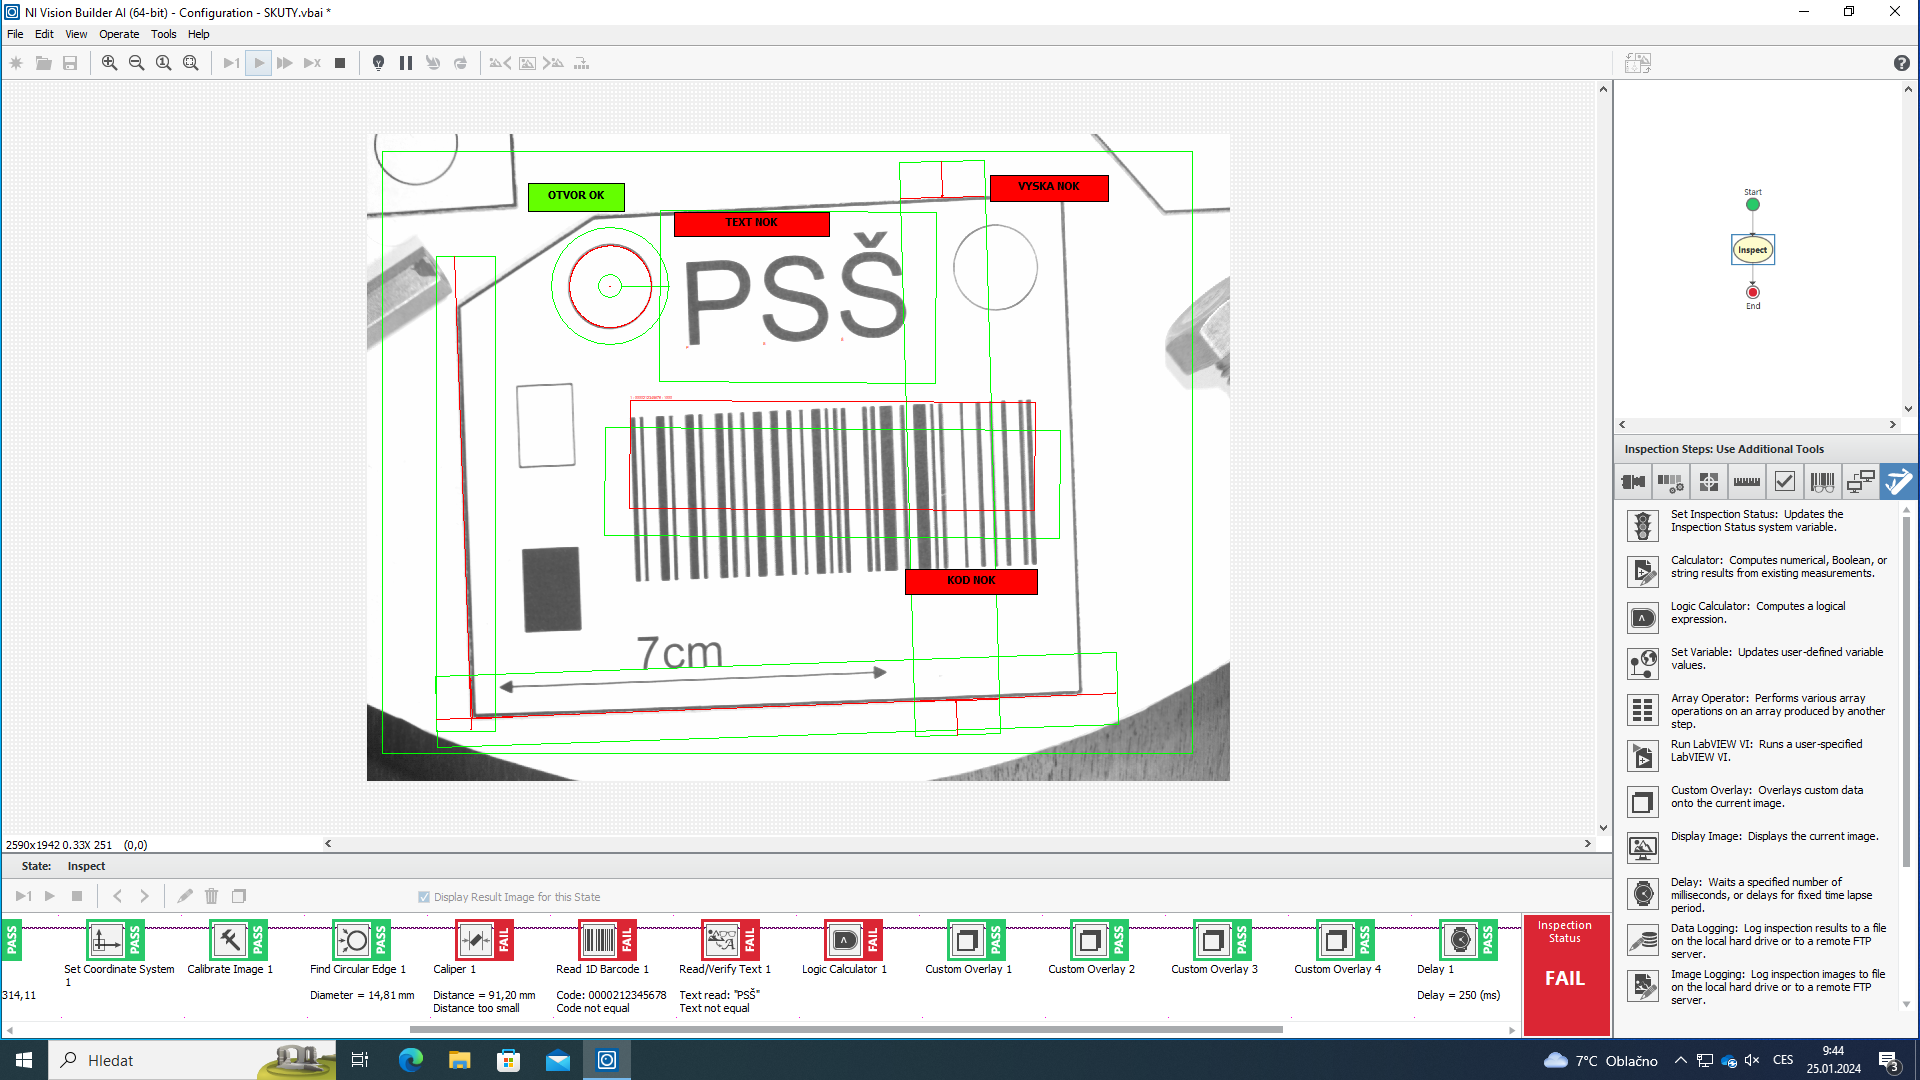 NI Vision Builder AI (64-bit) - Configuration - SKUTY.vbai *
File Edit View Operate Tools Help
OTVOR OK
VYSKA NOK
TEXT NOK
PSŠ
KOD NOK
7cm
Start
Inspect
End
2590x1942 0.33X 251 (0,0)
Inspection Steps: Use Additional Tools
Set Inspection Status: Updates the
Inspection Status system variable.
Calculator: Computes numerical, Boolean, or
string results from existing measurements.
Logic Calculator: Computes a logical
expression.
Set Variable: Updates user-defined variable
values.
Array Operator: Performs various array
operations on an array produced by another
step.
Run LabVIEW VI: Runs a user-specified
LabVIEW VI.
Custom Overlay: Overlays custom data
onto the current image.
Display Image: Displays the current image.
Delay: Waits a specified number of
milliseconds, or delays for fixed time lapse
period.
Data Logging: Log inspection results to a file
on the local hard drive or to a remote FTP
server.
Image Logging: Log inspection images to file
on the local hard drive or to a remote FTP
server.
State: Inspect
Display Result Image for this State
PASS
314,11
PASS
Set Coordinate System
1
PASS
Calibrate Image 1
PASS
Find Circular Edge 1
Diameter = 14,81 mm
FAIL
Caliper 1
Distance = 91,20 mm
Distance too small
FAIL
Read 1D Barcode 1
Code: 0000212345678
Code not equal
FAIL
Read/Verify Text 1
Text read: "PSŠ"
Text not equal
FAIL
Logic Calculator 1
PASS
Custom Overlay 1
PASS
Custom Overlay 2
PASS
Custom Overlay 3
PASS
Custom Overlay 4
PASS
Delay 1
Delay = 250 (ms)
Inspection
Status
FAIL
Hledat
7°C Oblačno
CES
9:44
25.01.2024
3